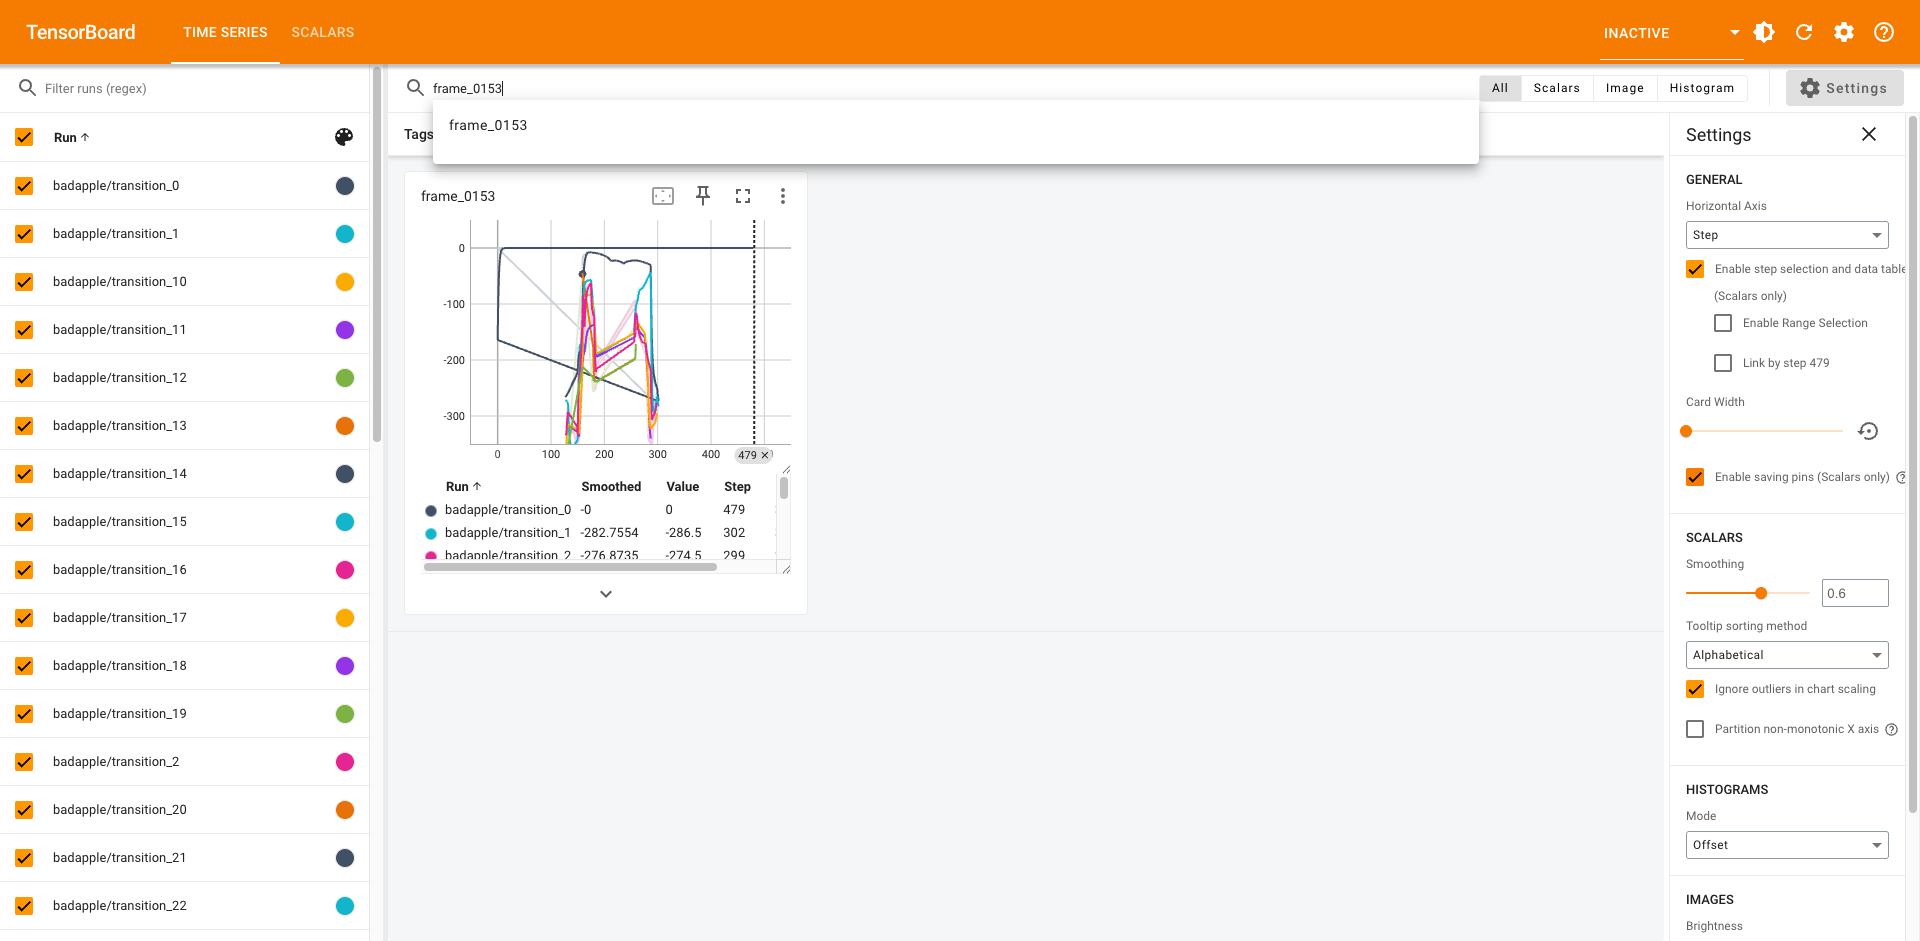 TensorBoard
TIME SERIES
SCALARS
INACTIVE
Filter runs (regex)
Run
badapple/transition_0
badapple/transition_1
badapple/transition_10
badapple/transition_11
badapple/transition_12
badapple/transition_13
badapple/transition_14
badapple/transition_15
badapple/transition_16
badapple/transition_17
badapple/transition_18
badapple/transition_19
badapple/transition_2
badapple/transition_20
badapple/transition_21
badapple/transition_22
frame_0153
All Scalars Image Histogram
Settings
Tags
frame_0153
frame_0153
0
-100
-200
-300
0 100 200 300 400 479
Run Smoothed Value Step
badapple/transition_0 -0 0 479
badapple/transition_1 -282.7554 -286.5 302
badapple/transition_2 -276.8735 -274.5 299
Settings
GENERAL
Horizontal Axis
Step
Enable step selection and data table
(Scalars only)
Enable Range Selection
Link by step 479
Card Width
Enable saving pins (Scalars only)
SCALARS
Smoothing
0.6
Tooltip sorting method
Alphabetical
Ignore outliers in chart scaling
Partition non-monotonic X axis
HISTOGRAMS
Mode
Offset
IMAGES
Brightness